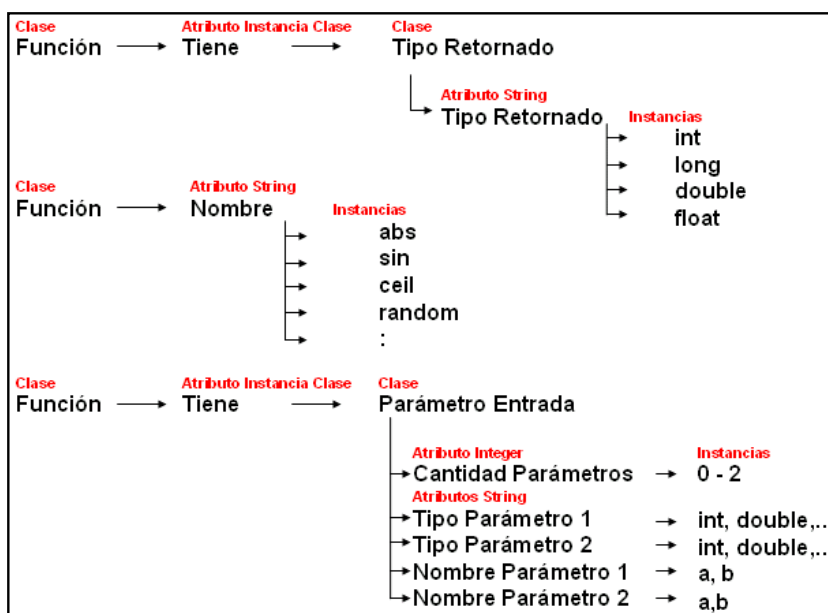 Clase Atributo Instancia Clase Clase
Función Tiene Tipo Retornado
Atributo String Instancias
Tipo Retornado int
long
double
float
Clase Atributo String
Función Nombre Instancias
abs
sin
ceil
random
:
Clase Atributo Instancia Clase Clase
Función Tiene Parámetro Entrada
Atributo Integer Instancias
Cantidad Parámetros 0 - 2
Atributos String
Tipo Parámetro 1 int, double,..
Tipo Parámetro 2 int, double,..
Nombre Parámetro 1 a, b
Nombre Parámetro 2 a,b